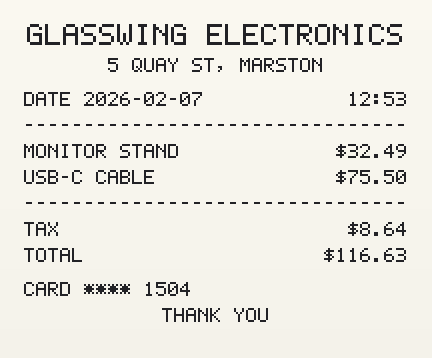 GLASSWING ELECTRONICS
5 QUAY ST, MARSTON
DATE 2026-02-07 12:53
--------------------------------
MONITOR STAND $32.49
USB-C CABLE $75.50
--------------------------------
TAX $8.64
TOTAL $116.63
CARD **** 1504
THANK YOU